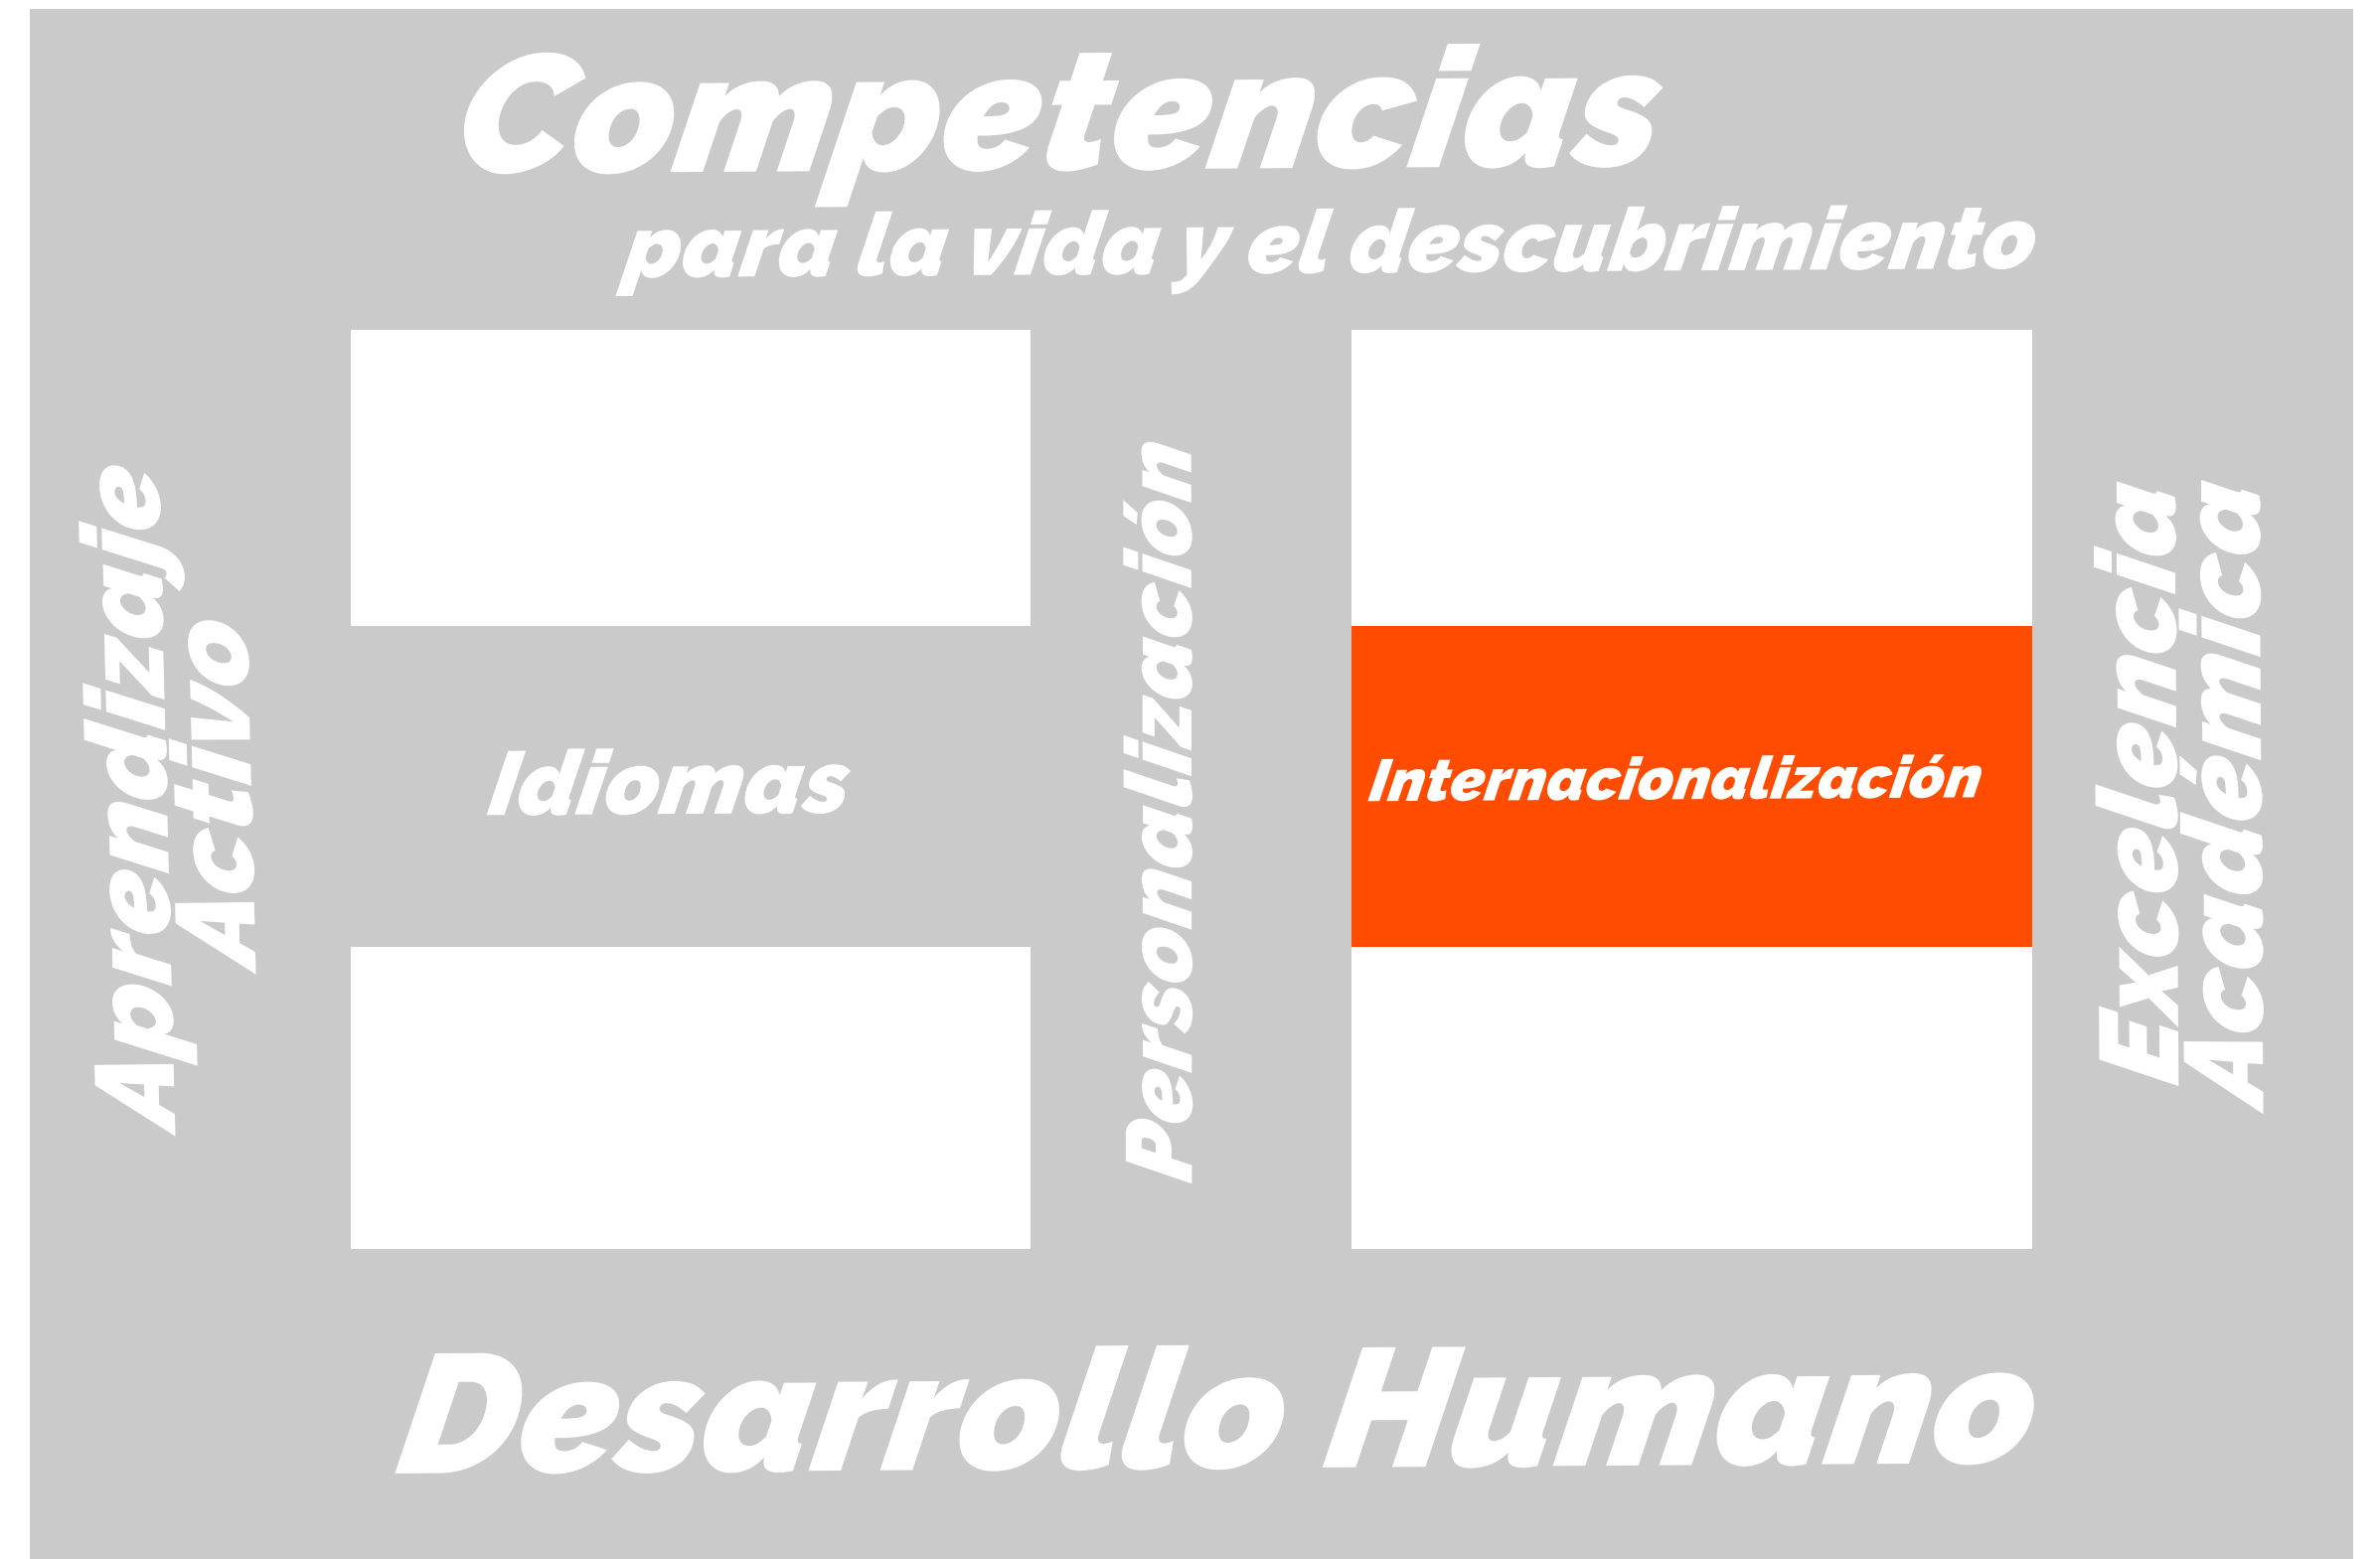 Competencias
para la vida y el descubrimiento
Aprendizaje
Activo
Idiomas
Personalización
Internacionalización
Excelencia
Académica
Desarrollo Humano